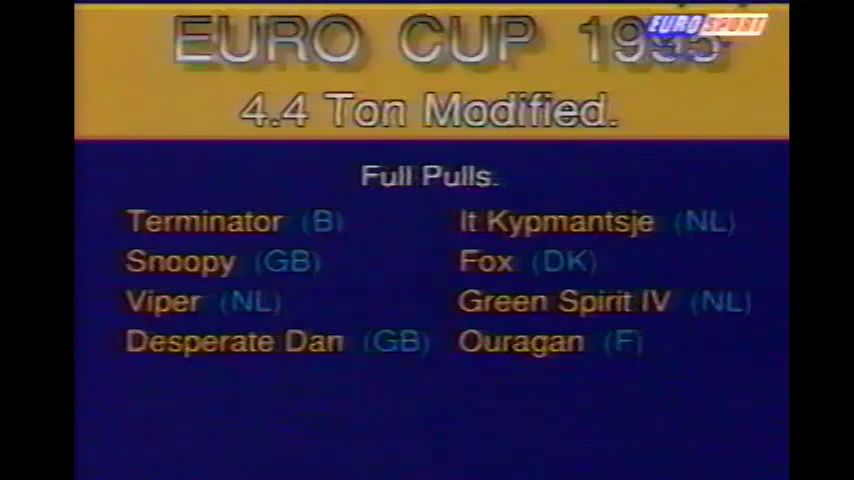 EURO CUP 1995
EUROSPORT
4.4 Ton Modified.
Full Pulls.
Terminator (B)
It Kypmantsje (NL)
Snoopy (GB)
Fox (DK)
Viper (NL)
Green Spirit IV (NL)
Desperate Dan (GB)
Ouragan (F)